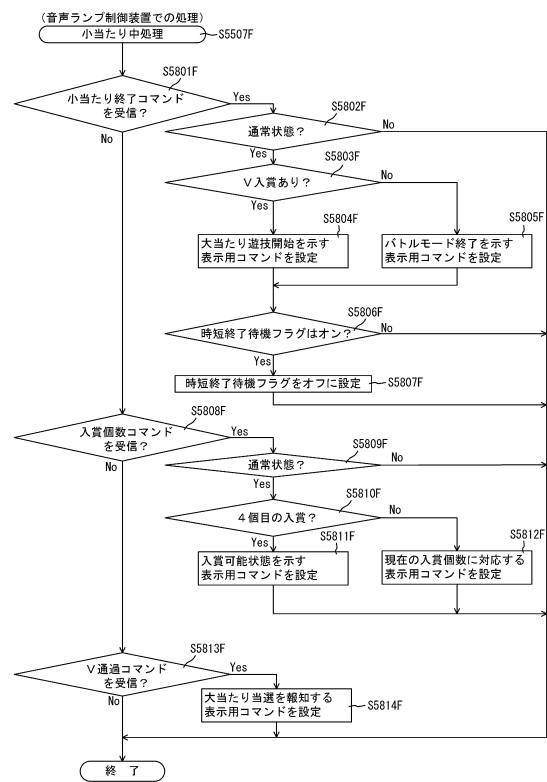 (音声ランプ制御装置での処理)
小当たり中処理
S5507F
S5801F
小当たり終了コマンド
を受信?
Yes
No
S5802F
通常状態?
No
Yes
S5803F
V入賞あり?
No
Yes
S5804F
大当たり遊技開始を示す
表示用コマンドを設定
S5805F
バトルモード終了を示す
表示用コマンドを設定
S5806F
時短終了待機フラグはオン?
No
Yes
時短終了待機フラグをオフに設定
S5807F
S5808F
入賞個数コマンド
を受信?
Yes
No
S5809F
通常状態?
No
Yes
S5810F
4個目の入賞?
No
Yes
S5811F
入賞可能状態を示す
表示用コマンドを設定
S5812F
現在の入賞個数に対応する
表示用コマンドを設定
S5813F
V通過コマンド
を受信?
Yes
No
大当たり当選を報知する
表示用コマンドを設定
S5814F
終 了